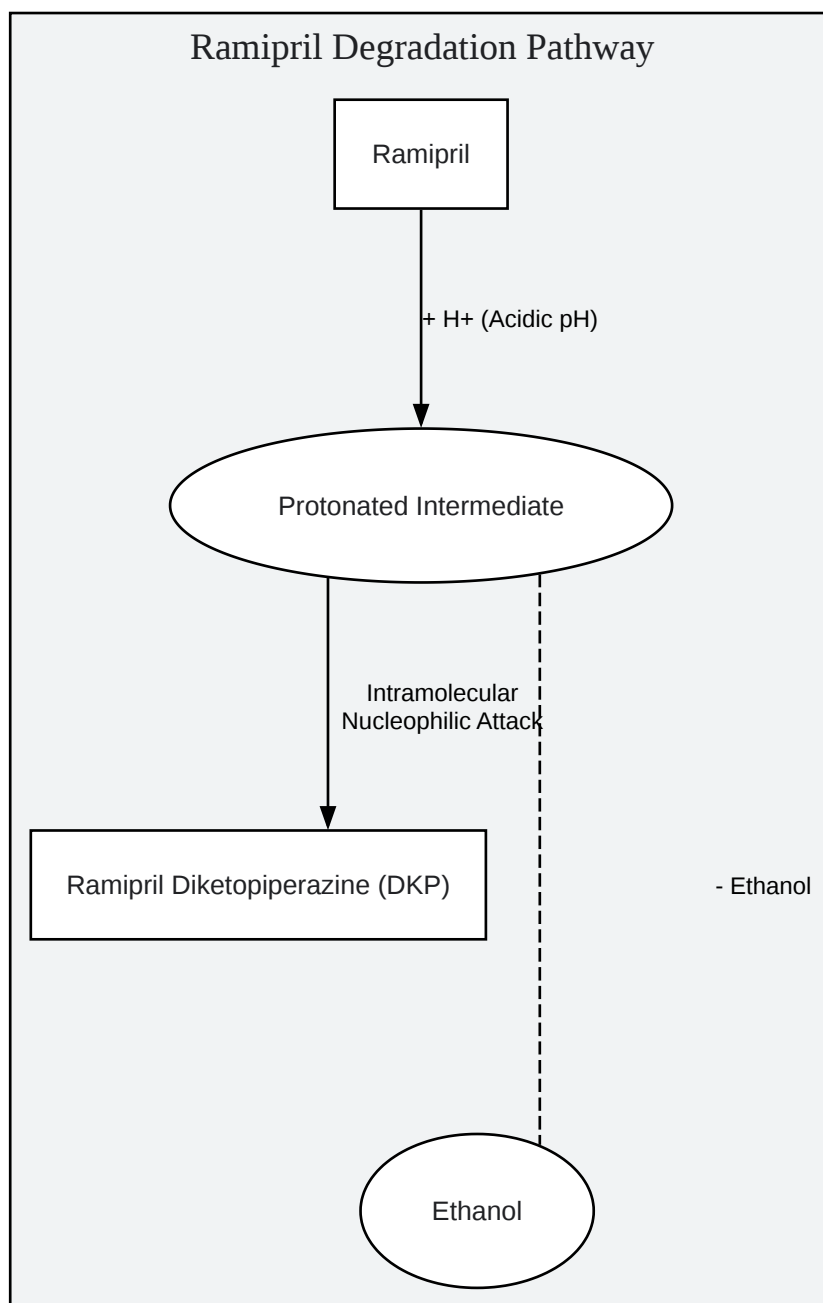 Ramipril Degradation Pathway
Ramipril
+ H+ (Acidic pH)
Protonated Intermediate
Intramolecular
Nucleophilic Attack
Ramipril Diketopiperazine (DKP)
- Ethanol
Ethanol